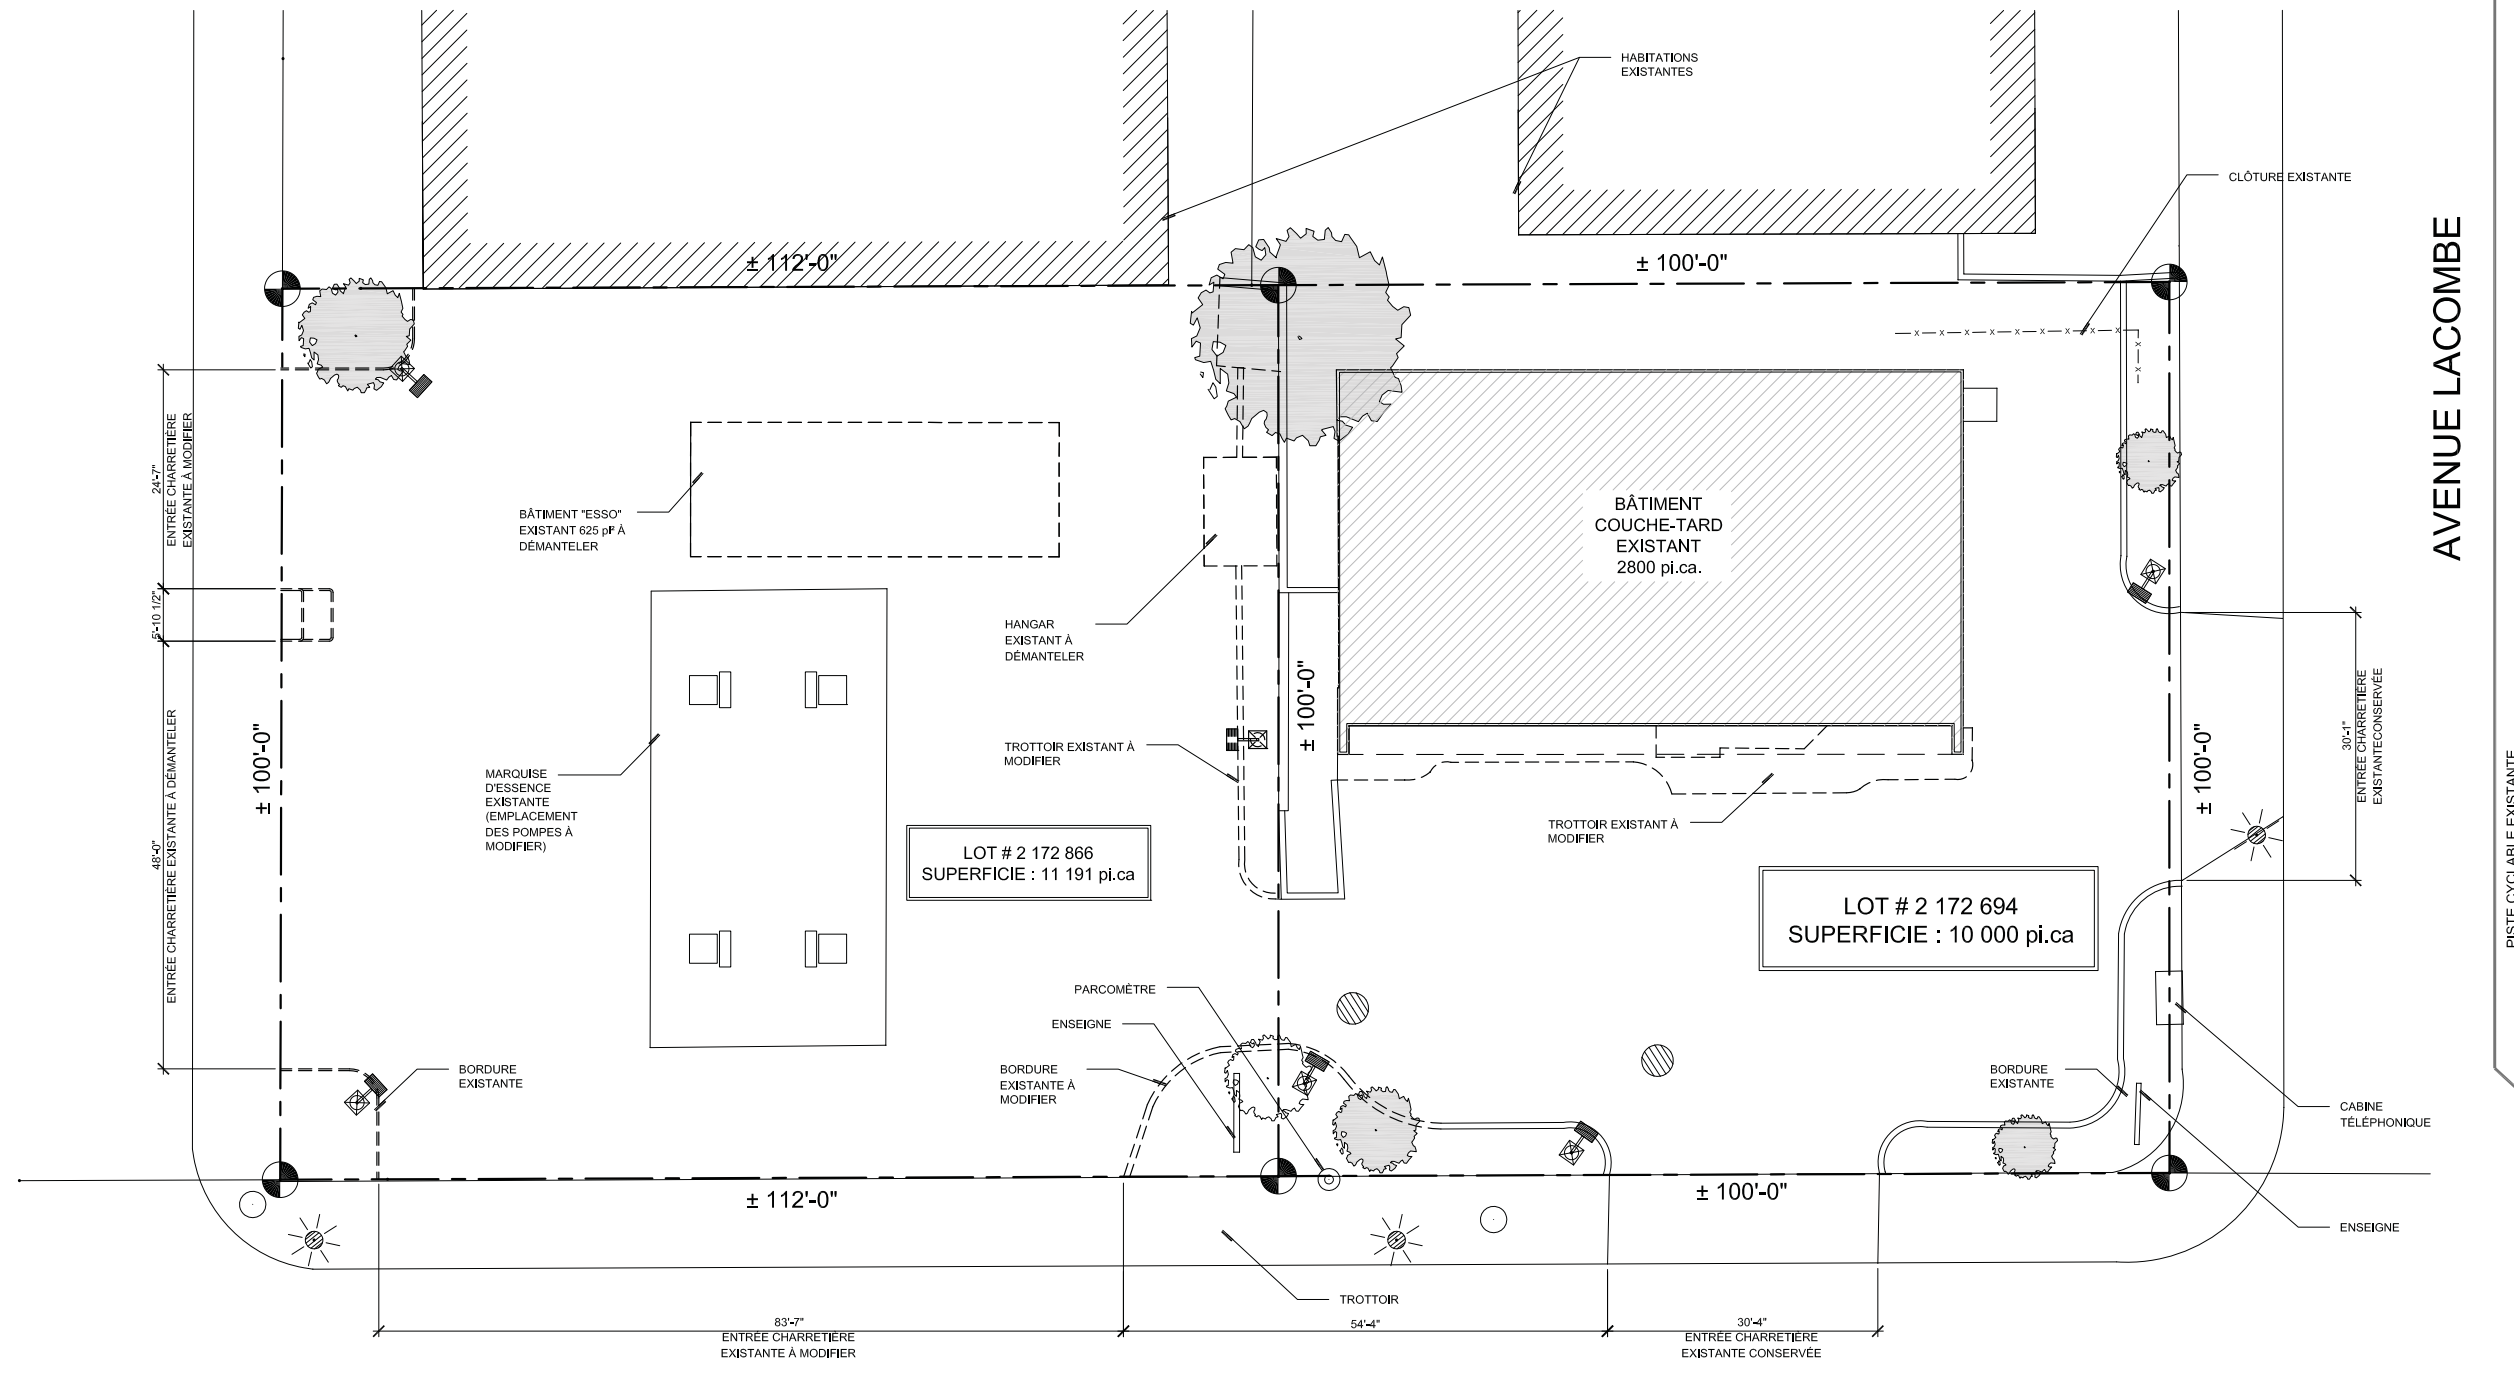 HABITATIONS
EXISTANTES
CLÔTURE EXISTANTE
AVENUE LACOMBE
± 112'-0"
± 100'-0"
24'-7"
ENTRÉE CHARRETIÈRE
EXISTANTE À MODIFIER
5'-10 1/2"
48'-0"
ENTRÉE CHARRETIÈRE EXISTANTE À DÉMANTELER
± 100'-0"
BÂTIMENT "ESSO"
EXISTANT 625 pi² À
DÉMANTELER
BÂTIMENT
COUCHE-TARD
EXISTANT
2800 pi.ca.
HANGAR
EXISTANT À
DÉMANTELER
± 100'-0"
TROTTOIR EXISTANT À
MODIFIER
MARQUISE
D'ESSENCE
EXISTANTE
(EMPLACEMENT
DES POMPES À
MODIFIER)
TROTTOIR EXISTANT À
MODIFIER
± 100'-0"
30'-1"
ENTRÉE CHARRETIÈRE
EXISTANTECONSERVÉE
PISTE CYCLABLE EXISTANTE
LOT # 2 172 866
SUPERFICIE : 11 191 pi.ca
LOT # 2 172 694
SUPERFICIE : 10 000 pi.ca
PARCOMÈTRE
ENSEIGNE
BORDURE
EXISTANTE
BORDURE
EXISTANTE À
MODIFIER
BORDURE
EXISTANTE
CABINE
TÉLÉPHONIQUE
ENSEIGNE
± 112'-0"
± 100'-0"
TROTTOIR
83'-7"
ENTRÉE CHARRETIÈRE
EXISTANTE À MODIFIER
54'-4"
30'-4"
ENTRÉE CHARRETIÈRE
EXISTANTE CONSERVÉE